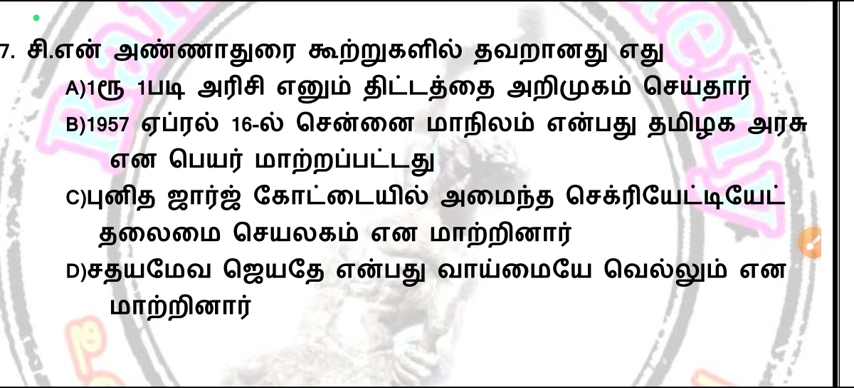 7. சி.என் அண்ணாதுரை கூற்றுகளில் தவறானது எது
A)1ரூ 1படி அரிசி எனும் திட்டத்தை அறிமுகம் செய்தார்
B)1957 ஏப்ரல் 16-ல் சென்னை மாநிலம் என்பது தமிழக அரசு
என பெயர் மாற்றப்பட்டது
C)புனித ஜார்ஜ் கோட்டையில் அமைந்த செக்ரியேட்டியேட்
தலைமை செயலகம் என மாற்றினார்
D)சதயமேவ ஜெயதே என்பது வாய்மையே வெல்லும் என
மாற்றினார்